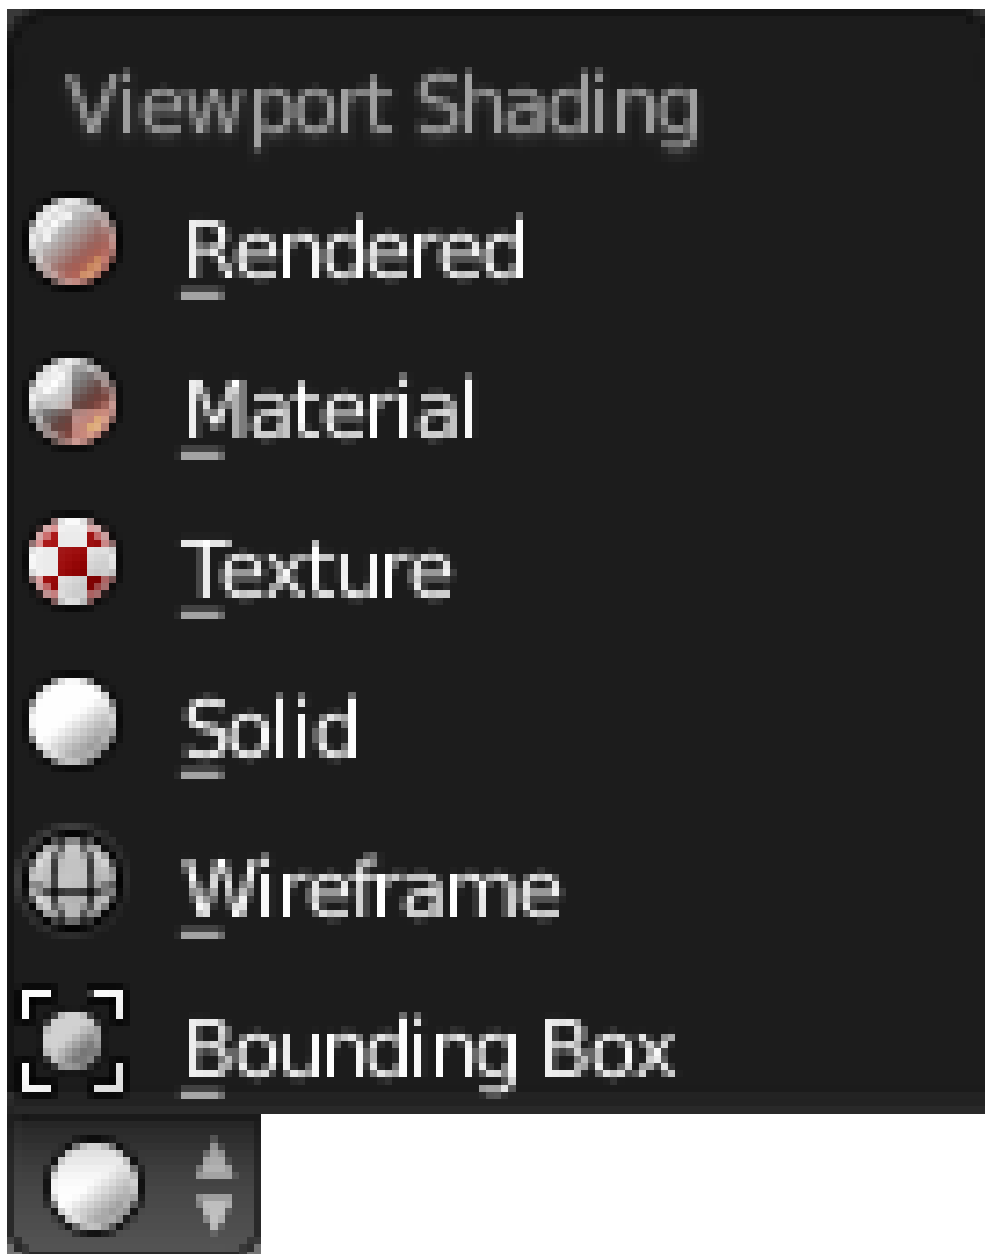 Viewport Shading
Rendered
Material
Texture
Solid
Wireframe
Bounding Box